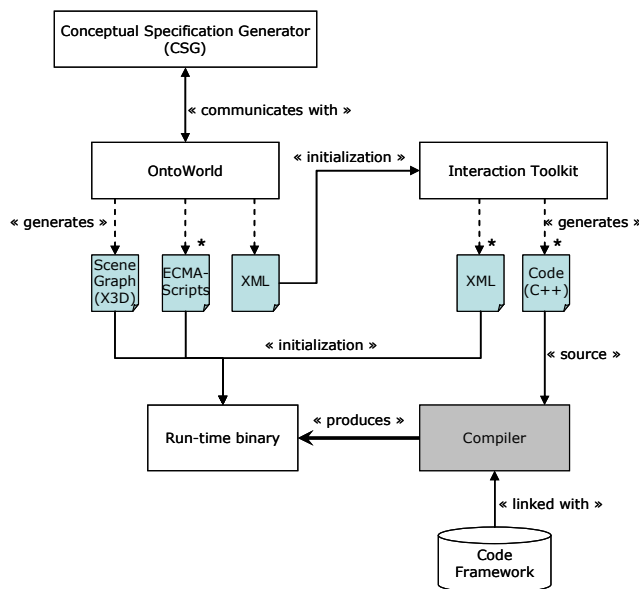 Conceptual Specification Generator
(CSG)
« communicates with »
OntoWorld
« initialization »
Interaction Toolkit
« generates »
* * *
« generates »
Scene
Graph
(X3D)
ECMA-
Scripts
XML
XML
Code
(C++)
« initialization »
« source »
Run-time binary
« produces »
Compiler
« linked with »
Code
Framework